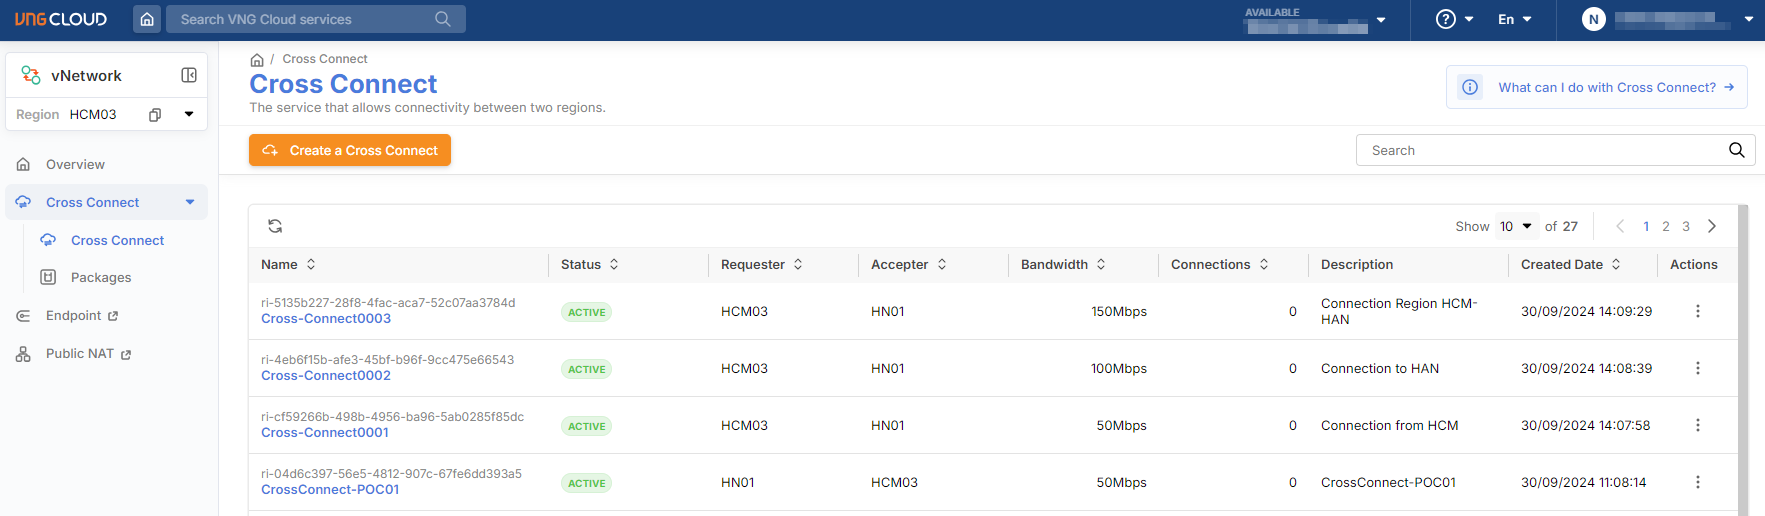 VNG CLOUD
Search VNG Cloud services
AVAILABLE
En
N
vNetwork
Region HCM03
Overview
Cross Connect
Cross Connect
Packages
Endpoint
Public NAT
/ Cross Connect
Cross Connect
The service that allows connectivity between two regions.
What can I do with Cross Connect?
Create a Cross Connect
Search
Show 10 of 27 1 2 3
Name Status Requester Accepter Bandwidth Connections Description Created Date Actions
ri-5135b227-28f8-4fac-aca7-52c07aa3784d
Cross-Connect0003 ACTIVE HCM03 HN01 150Mbps 0 Connection Region HCM-
HAN 30/09/2024 14:09:29
ri-4eb6f15b-afe3-45bf-b96f-9cc475e66543
Cross-Connect0002 ACTIVE HCM03 HN01 100Mbps 0 Connection to HAN 30/09/2024 14:08:39
ri-cf59266b-498b-4956-ba96-5ab0285f85dc
Cross-Connect0001 ACTIVE HCM03 HN01 50Mbps 0 Connection from HCM 30/09/2024 14:07:58
ri-04d6c397-56e5-4812-907c-67fe6dd393a5
CrossConnect-POC01 ACTIVE HN01 HCM03 50Mbps 0 CrossConnect-POC01 30/09/2024 11:08:14